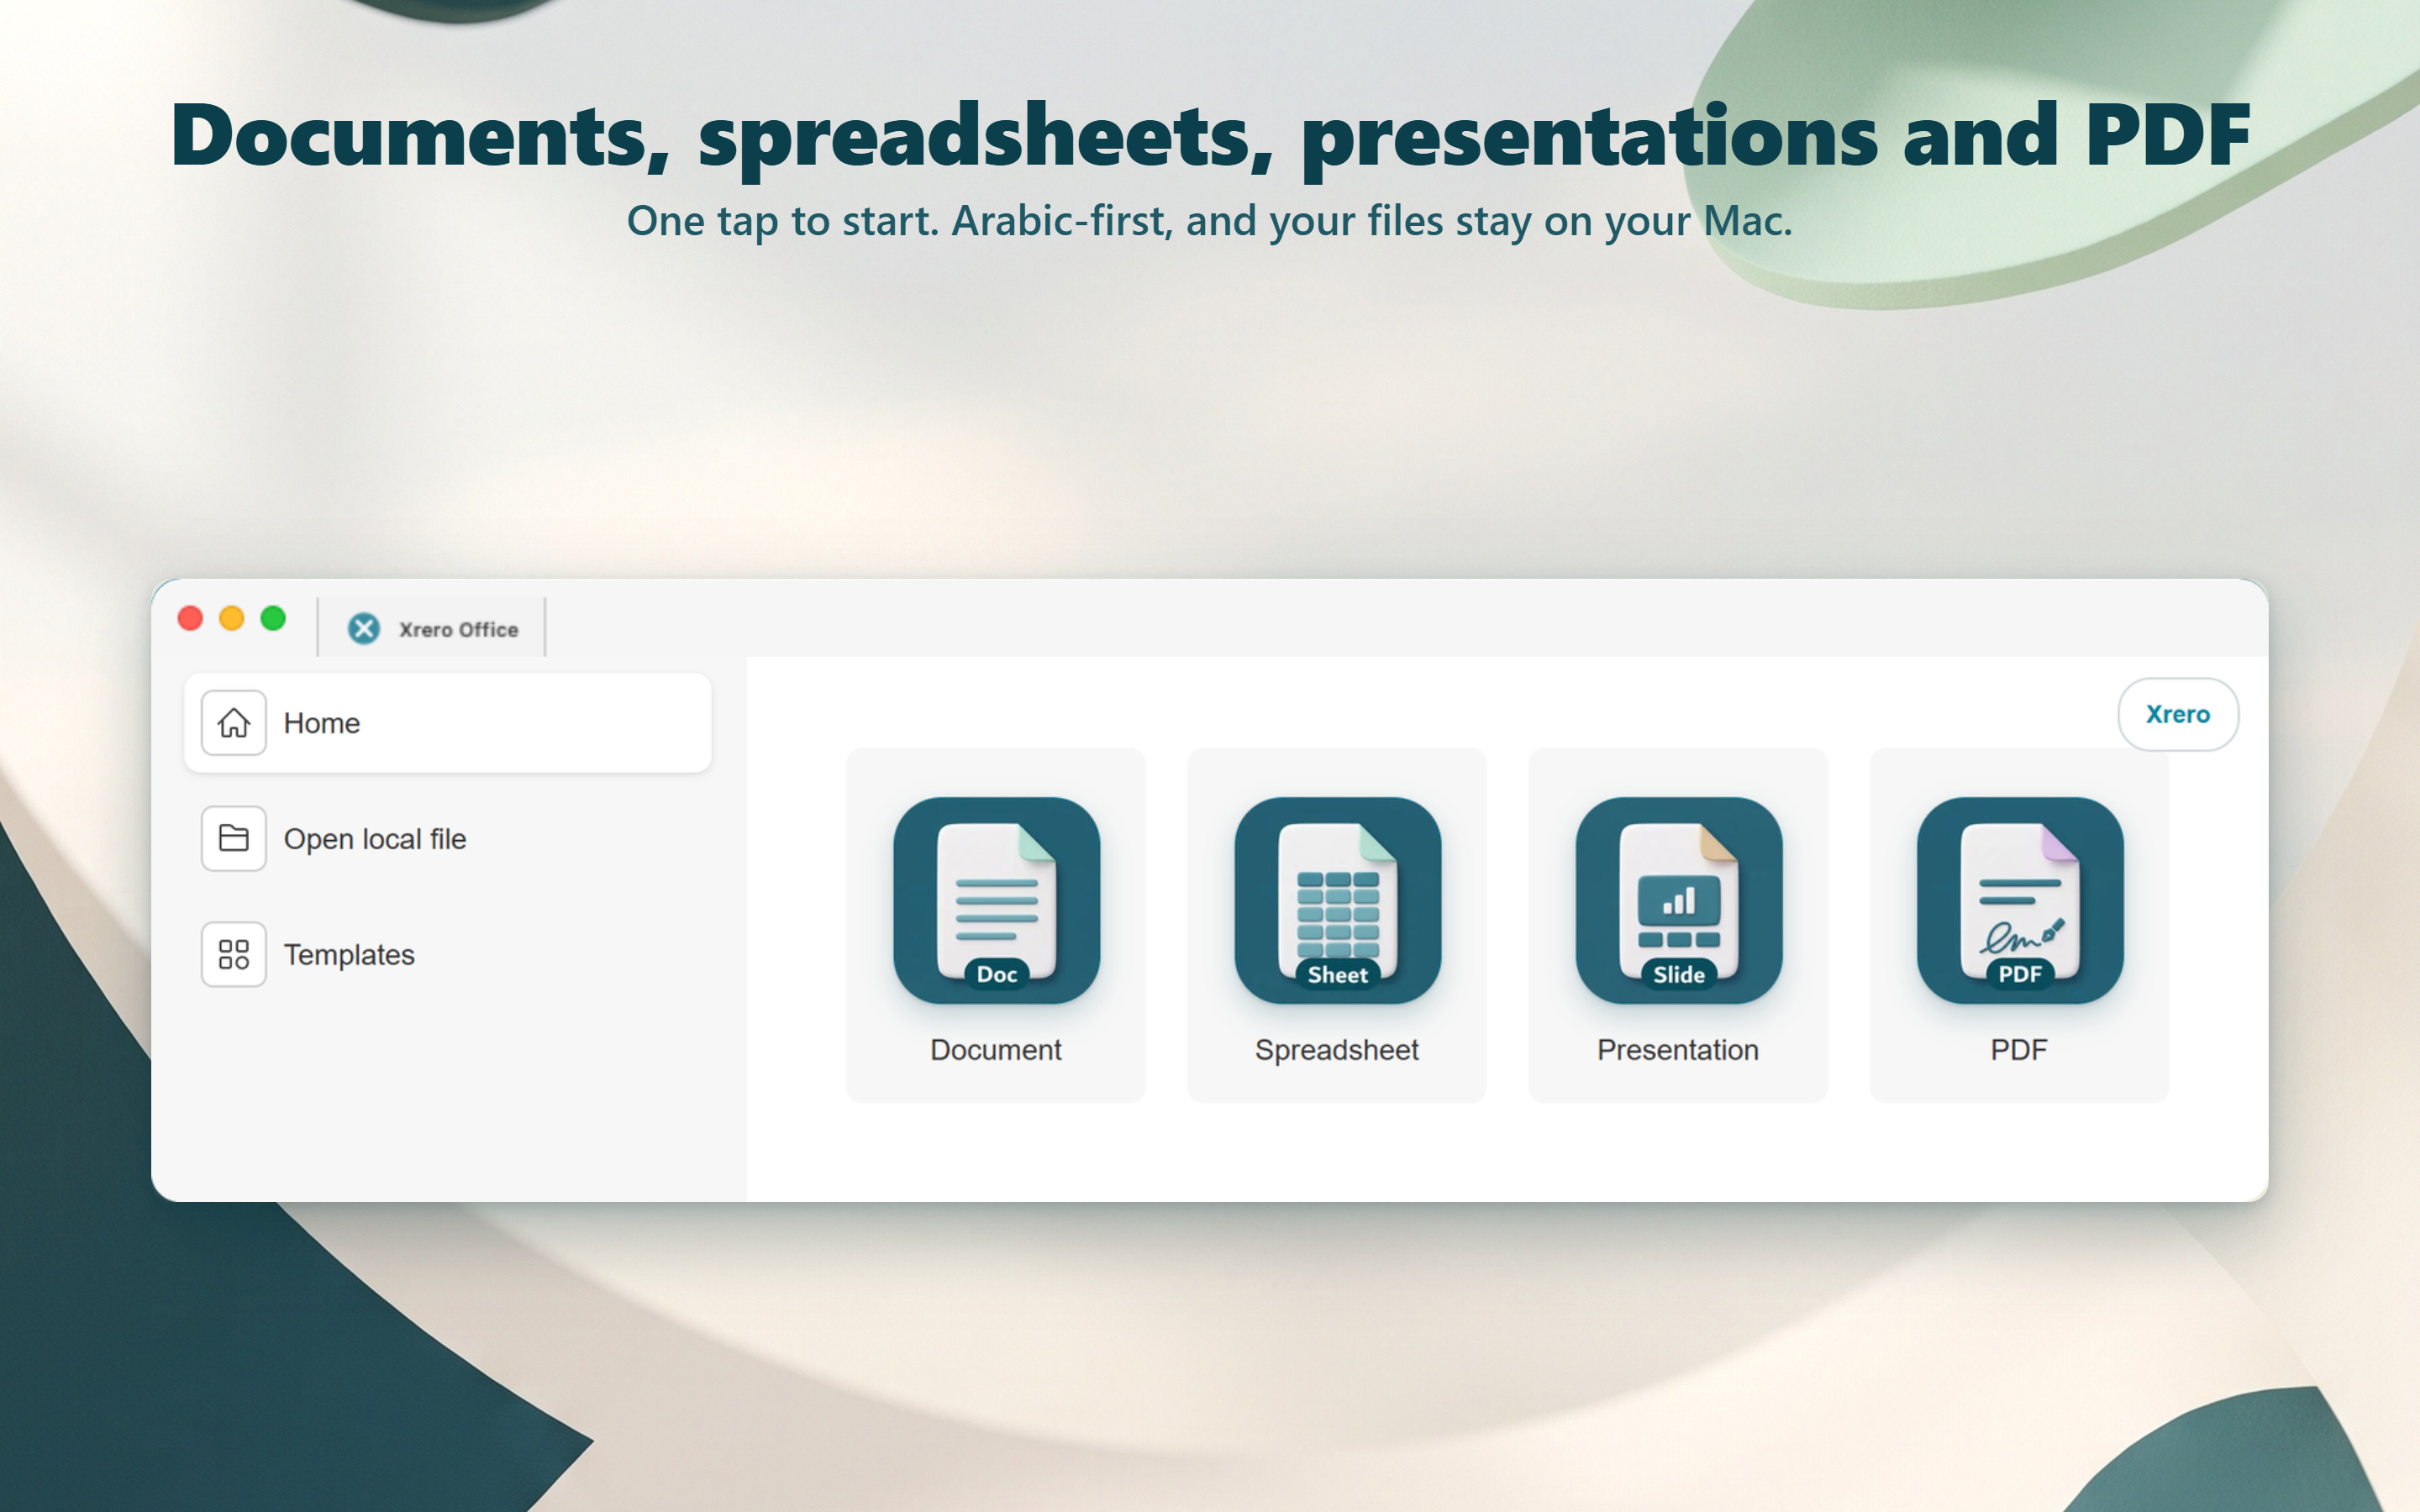 Documents, spreadsheets, presentations and PDF
One tap to start. Arabic-first, and your files stay on your Mac.
Xrero Office
Home
Open local file
Templates
Xrero
Doc
Document
Sheet
Spreadsheet
Slide
Presentation
PDF
PDF